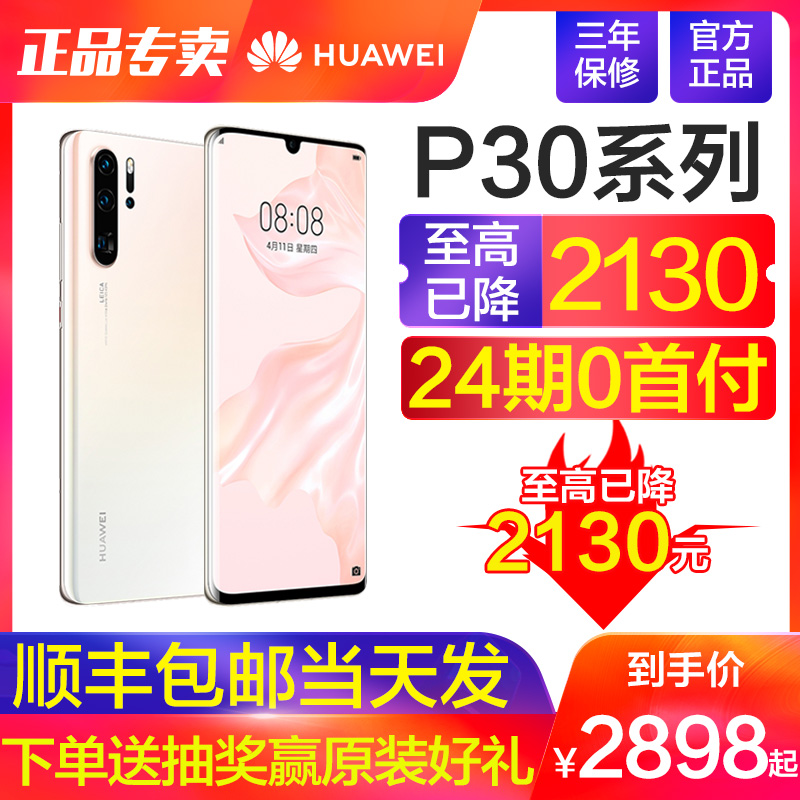 正品专卖 HUAWEI
三年
保修
官方
正品
P30系列
至高
已降
2130
24期0首付
至高已降
2130元
08:08
4月11日 星期四
LEICA
HUAWEI
顺丰包邮当天发
下单送抽奖赢原装好礼
到手价
¥2898起